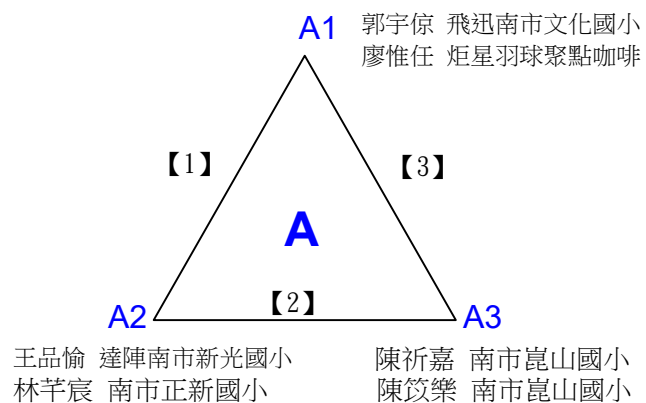 A1
郭宇倞 飛迅南市文化國小
廖惟任 炬星羽球聚點咖啡
【1】
【3】
A
【2】
A2
A3
王品愉 達陣南市新光國小
林芊宸 南市正新國小
陳祈嘉 南市崑山國小
陳笅樂 南市崑山國小